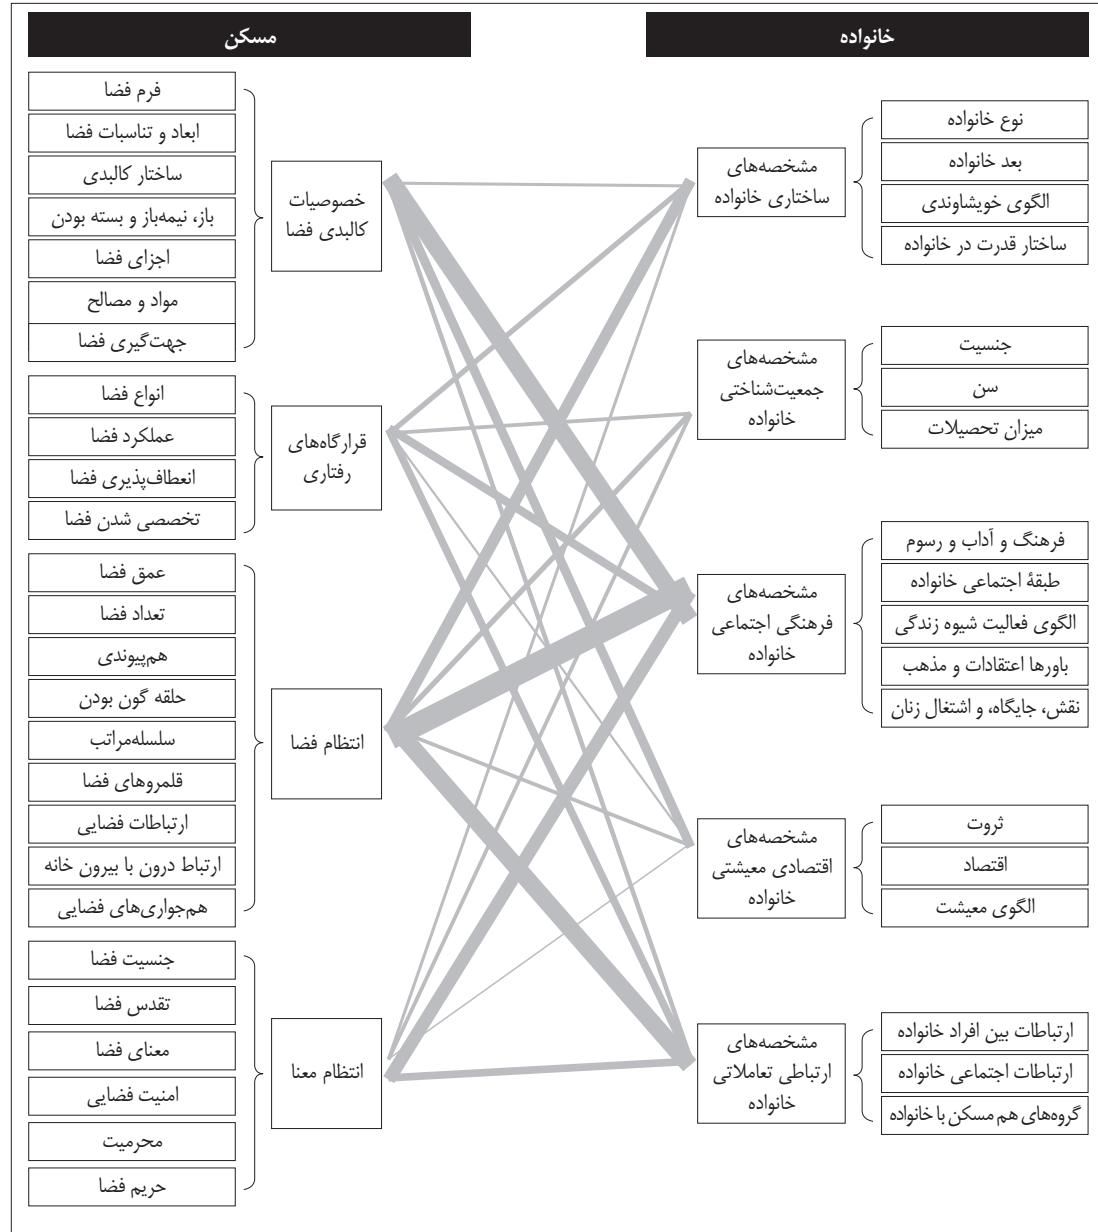 خانواده
نوع خانواده
بعد خانواده
الگوی خویشاوندی
ساختار قدرت در خانواده
مشخصه‌های
ساختاری خانواده
جنسیت
سن
میزان تحصیلات
مشخصه‌های
جمعیت‌شناختی
خانواده
فرهنگ و آداب و رسوم
طبقۀ اجتماعی خانواده
الگوی فعالیت شیوه زندگی
باورها اعتقادات و مذهب
نقش، جایگاه، و اشتغال زنان
مشخصه‌های
فرهنگی اجتماعی
خانواده
ثروت
اقتصاد
الگوی معیشت
مشخصه‌های
اقتصادی معیشتی
خانواده
ارتباطات بین افراد خانواده
ارتباطات اجتماعی خانواده
گروه‌های هم مسکن با خانواده
مشخصه‌های
ارتباطی تعاملاتی
خانواده
مسکن
خصوصیات
کالبدی فضا
فرم فضا
ابعاد و تناسبات فضا
ساختار کالبدی
باز، نیمه‌باز و بسته بودن
اجزای فضا
مواد و مصالح
جهت‌گیری فضا
قرارگاه‌های
رفتاری
انواع فضا
عملکرد فضا
انعطاف‌پذیری فضا
تخصصی شدن فضا
انتظام فضا
عمق فضا
تعداد فضا
هم‌پیوندی
حلقه گون بودن
سلسله‌مراتب
قلمروهای فضا
ارتباطات فضایی
ارتباط درون با بیرون خانه
هم‌جواری‌های فضایی
انتظام معنا
جنسیت فضا
تقدس فضا
معنای فضا
امنیت فضایی
محرمیت
حریم فضا